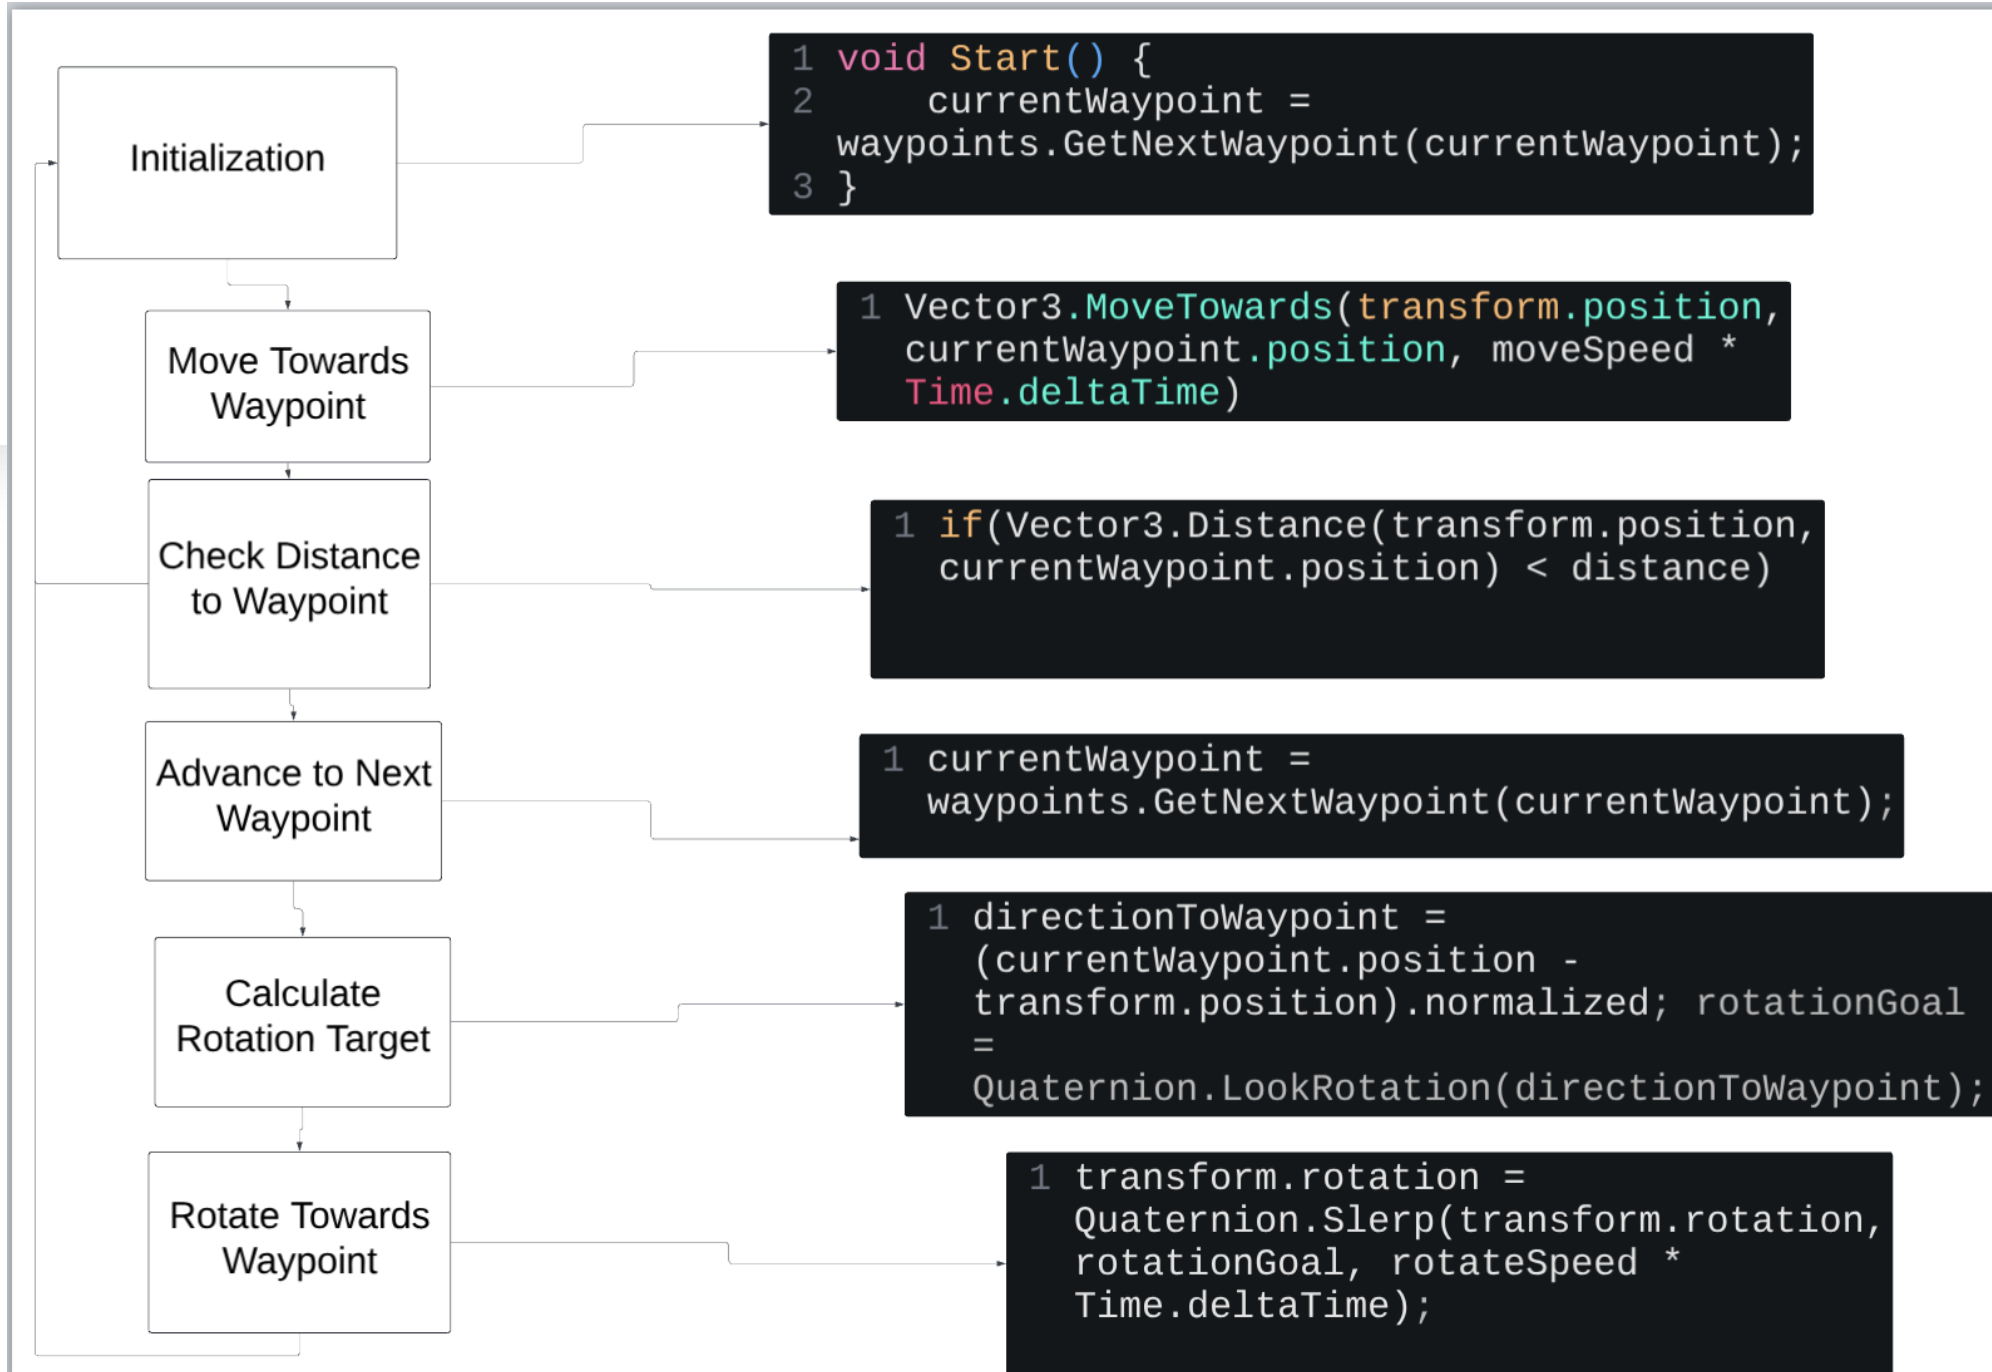 Initialization
1 void Start() {
2 currentWaypoint =
waypoints.GetNextWaypoint(currentWaypoint);
3 }
Move Towards
Waypoint
1 Vector3.MoveTowards(transform.position,
currentWaypoint.position, moveSpeed *
Time.deltaTime)
Check Distance
to Waypoint
1 if(Vector3.Distance(transform.position,
currentWaypoint.position) < distance)
Advance to Next
Waypoint
1 currentWaypoint =
waypoints.GetNextWaypoint(currentWaypoint);
Calculate
Rotation Target
1 directionToWaypoint =
(currentWaypoint.position -
transform.position).normalized; rotationGoal
=
Quaternion.LookRotation(directionToWaypoint);
Rotate Towards
Waypoint
1 transform.rotation =
Quaternion.Slerp(transform.rotation,
rotationGoal, rotateSpeed *
Time.deltaTime);